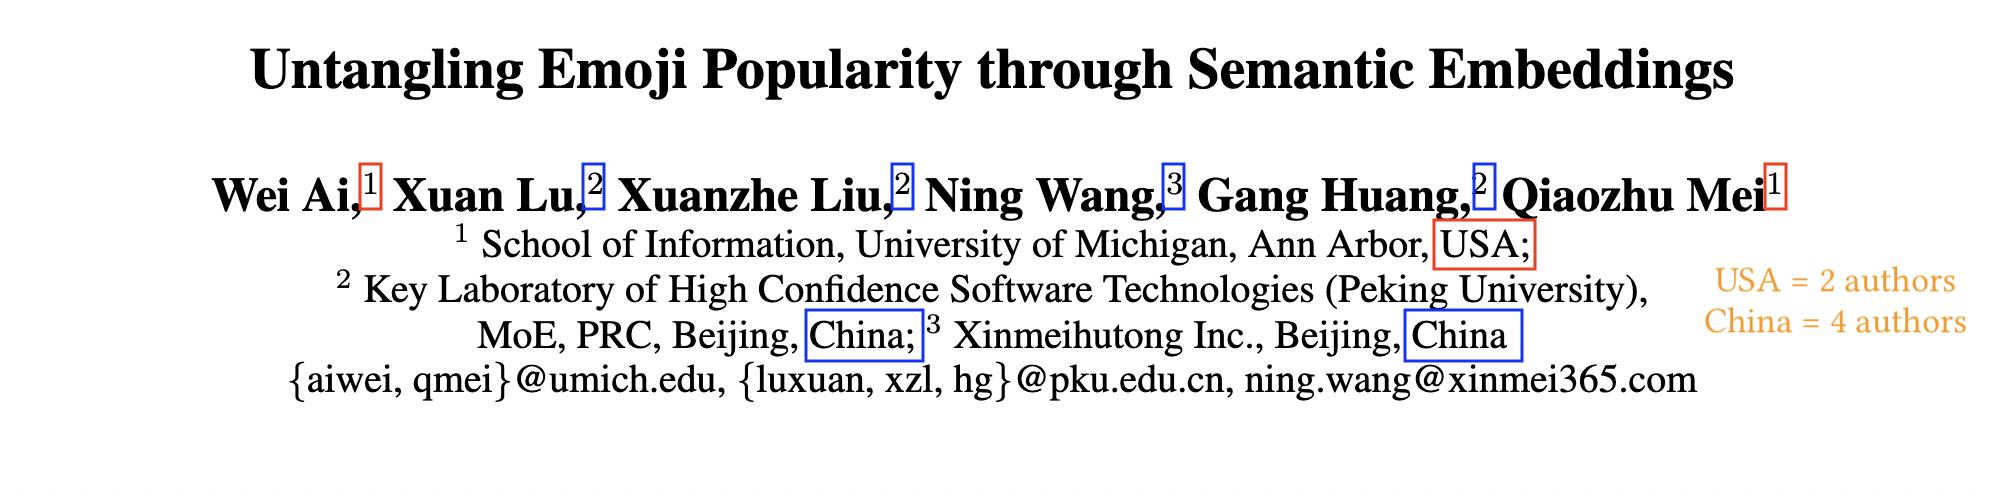 Untangling Emoji Popularity through Semantic Embeddings
Wei Ai,¹ Xuan Lu,² Xuanzhe Liu,² Ning Wang,³ Gang Huang,² Qiaozhu Mei¹
¹ School of Information, University of Michigan, Ann Arbor, USA;
² Key Laboratory of High Confidence Software Technologies (Peking University),
MoE, PRC, Beijing, China; ³ Xinmeihutong Inc., Beijing, China
{aiwei, qmei}@umich.edu, {luxuan, xzl, hg}@pku.edu.cn, ning.wang@xinmei365.com
USA = 2 authors
China = 4 authors